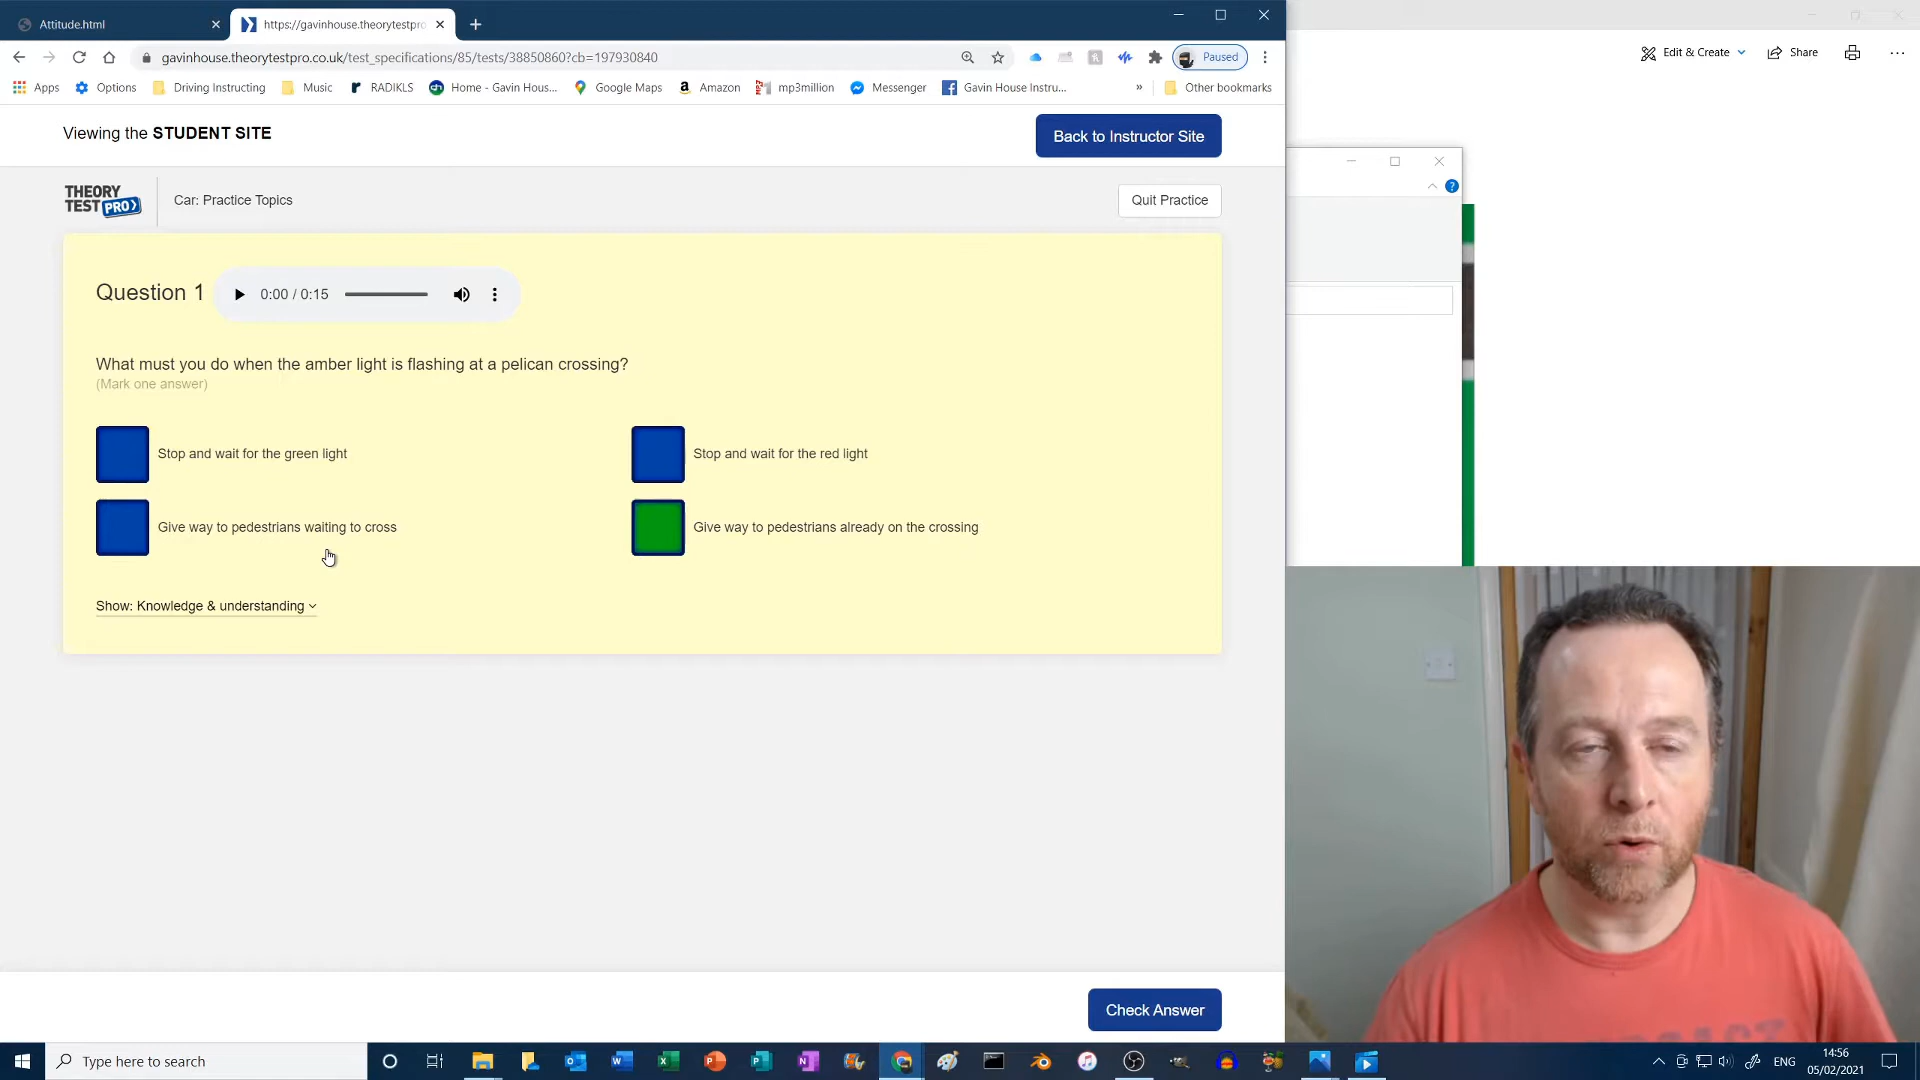 Attitude.html
https://gavinhouse.theorytestpro
gavinhouse.theorytestpro.co.uk/test_specifications/85/tests/38850860?cb=197930840
Paused
Edit & Create
Share
Apps
Options
Driving Instructing
Music
RADIKLS
Home - Gavin Hous...
Google Maps
Amazon
mp3million
Messenger
Gavin House Instru...
»
Other bookmarks
Viewing the STUDENT SITE
Back to Instructor Site
THEORY
TEST PRO
Car: Practice Topics
Quit Practice
Question 1
0:00 / 0:15
What must you do when the amber light is flashing at a pelican crossing?
(Mark one answer)
Stop and wait for the green light
Stop and wait for the red light
Give way to pedestrians waiting to cross
Give way to pedestrians already on the crossing
Show: Knowledge & understanding
Check Answer
Type here to search
ENG
14:56
05/02/2021